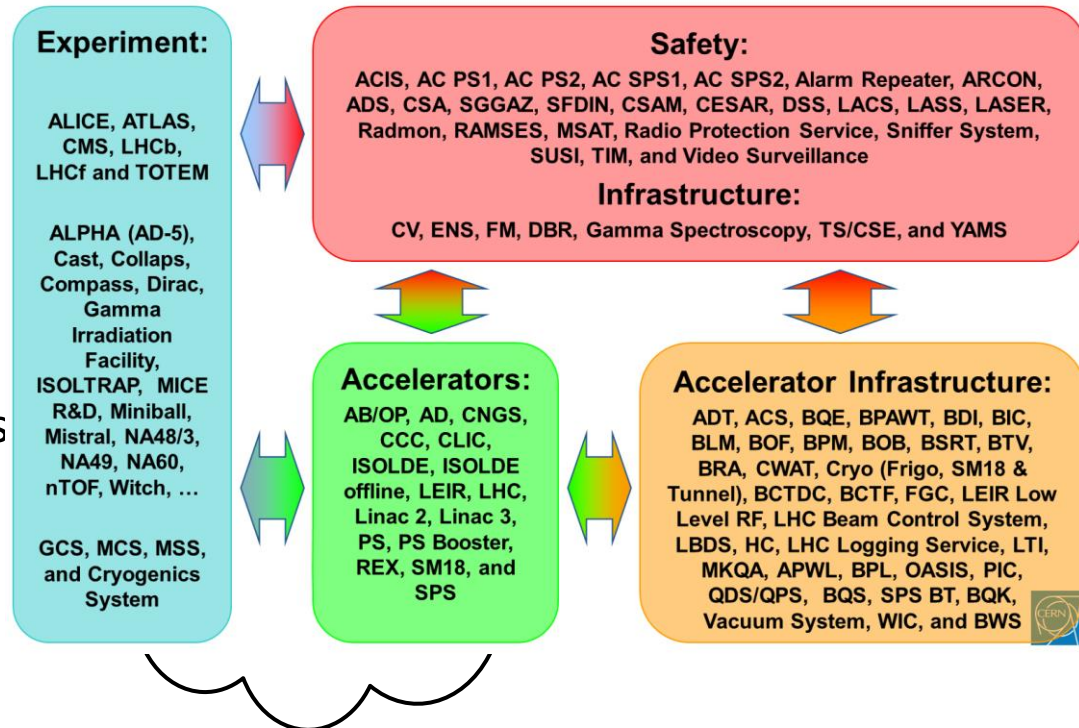 Experiment:
ALICE, ATLAS,
CMS, LHCb,
LHCf and TOTEM
ALPHA (AD-5),
Cast, Collaps,
Compass, Dirac,
Gamma
Irradiation
Facility,
ISOLTRAP, MICE
R&D, Miniball,
Mistral, NA48/3,
NA49, NA60,
nTOF, Witch, …
GCS, MCS, MSS,
and Cryogenics
System
s
Safety:
ACIS, AC PS1, AC PS2, AC SPS1, AC SPS2, Alarm Repeater, ARCON,
ADS, CSA, SGGAZ, SFDIN, CSAM, CESAR, DSS, LACS, LASS, LASER,
Radmon, RAMSES, MSAT, Radio Protection Service, Sniffer System,
SUSI, TIM, and Video Surveillance
Infrastructure:
CV, ENS, FM, DBR, Gamma Spectroscopy, TS/CSE, and YAMS
Accelerators:
AB/OP, AD, CNGS,
CCC, CLIC,
ISOLDE, ISOLDE
offline, LEIR, LHC,
Linac 2, Linac 3,
PS, PS Booster,
REX, SM18, and
SPS
Accelerator Infrastructure:
ADT, ACS, BQE, BPAWT, BDI, BIC,
BLM, BOF, BPM, BOB, BSRT, BTV,
BRA, CWAT, Cryo (Frigo, SM18 &
Tunnel), BCTDC, BCTF, FGC, LEIR Low
Level RF, LHC Beam Control System,
LBDS, HC, LHC Logging Service, LTI,
MKQA, APWL, BPL, OASIS, PIC,
QDS/QPS, BQS, SPS BT, BQK,
Vacuum System, WIC, and BWS
CERN